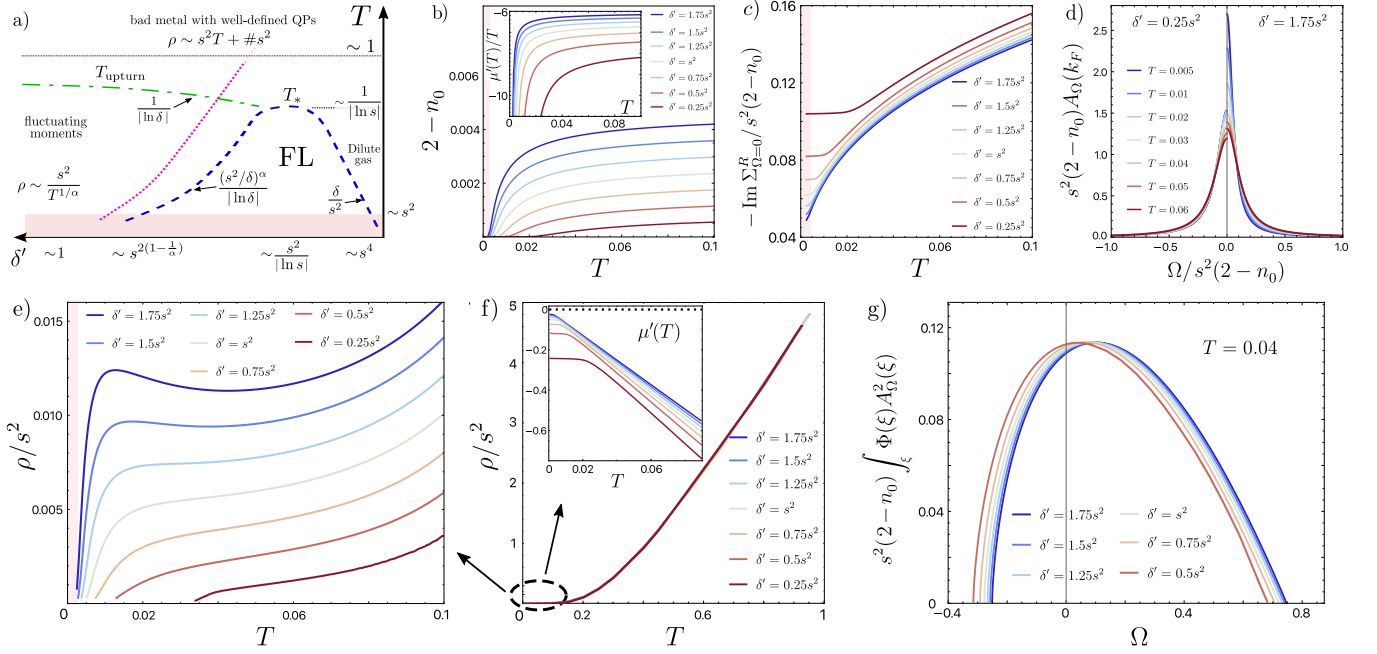 a)
bad metal with well-defined QPs
ρ ∼ s²T + #s²
T
∼1
T_upturn
1/|ln δ|
T_*
∼ 1/|ln s|
fluctuating
moments
FL
Dilute
gas
ρ ∼ s²/T^{1/α}
(s²/δ)^α/|ln δ|
δ/s²
∼ s²
δ′
∼1
∼ s^{2(1−1/α)}
∼ s²/|ln s|
∼s⁴
b)
2 − n₀
0.006
0.004
0.002
0.02
0.06
0.1
T
μ′(T)/T
−6
−10
0
0.04
0.08
T
δ′ = 1.75s²
δ′ = 1.5s²
δ′ = 1.25s²
δ′ = s²
δ′ = 0.75s²
δ′ = 0.5s²
δ′ = 0.25s²
c)
− Im Σ^R_{Ω=0}/s²(2−n₀)
0.16
0.12
0.08
0.04
0.02
0.06
0.1
T
δ′ = 1.75s²
δ′ = 1.5s²
δ′ = 1.25s²
δ′ = s²
δ′ = 0.75s²
δ′ = 0.5s²
δ′ = 0.25s²
d)
δ′ = 0.25s²
δ′ = 1.75s²
s²(2−n₀)A_Ω(k_F)
2.5
2.0
1.5
1.0
0.5
0.0
T = 0.005
T = 0.01
T = 0.02
T = 0.03
T = 0.04
T = 0.05
T = 0.06
−1.0
−0.5
0.0
0.5
1.0
Ω/s²(2−n₀)
e)
ρ/s²
0.015
0.010
0.005
δ′ = 1.75s²
δ′ = 1.25s²
δ′ = 0.5s²
δ′ = 1.5s²
δ′ = s²
δ′ = 0.25s²
δ′ = 0.75s²
0
0.02
0.06
0.1
T
f)
ρ/s²
5
4
3
2
1
0
−0.2
−0.4
−0.6
μ′(T)
0
0.02
0.06
T
δ′ = 1.75s²
δ′ = 1.5s²
δ′ = 1.25s²
δ′ = s²
δ′ = 0.75s²
δ′ = 0.5s²
δ′ = 0.25s²
0
0.2
0.6
1
T
g)
s²(2−n₀)∫_ξ Φ(ξ)A²_Ω(ξ)
0.12
0.08
0.04
0
T = 0.04
δ′ = 1.75s²
δ′ = s²
δ′ = 1.5s²
δ′ = 0.75s²
δ′ = 1.25s²
δ′ = 0.5s²
−0.4
0
0.4
0.8
Ω